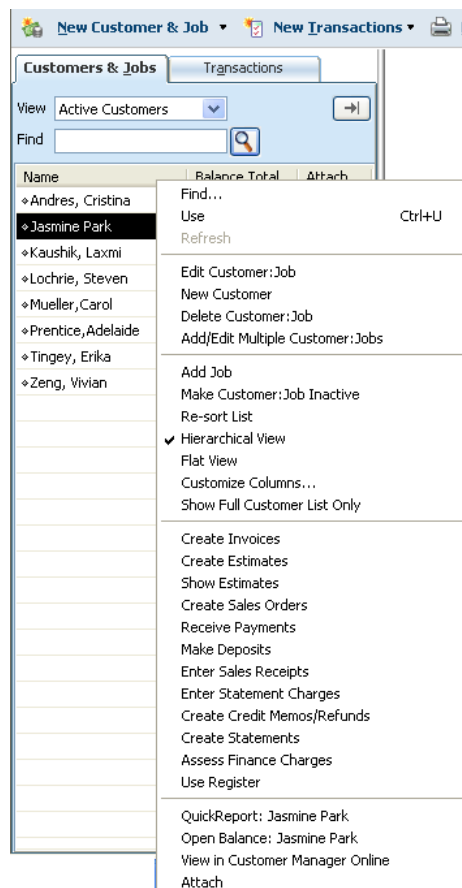 New Customer & Job New Transactions
Customers & Jobs Transactions
View Active Customers
Find
Name Balance Total Attach
Andres, Cristina
Jasmine Park
Kaushik, Laxmi
Lochrie, Steven
Mueller,Carol
Prentice,Adelaide
Tingey, Erika
Zeng, Vivian
Find...
Use Ctrl+U
Refresh
Edit Customer:Job
New Customer
Delete Customer:Job
Add/Edit Multiple Customer:Jobs
Add Job
Make Customer:Job Inactive
Re-sort List
Hierarchical View
Flat View
Customize Columns...
Show Full Customer List Only
Create Invoices
Create Estimates
Show Estimates
Create Sales Orders
Receive Payments
Make Deposits
Enter Sales Receipts
Enter Statement Charges
Create Credit Memos/Refunds
Create Statements
Assess Finance Charges
Use Register
QuickReport: Jasmine Park
Open Balance: Jasmine Park
View in Customer Manager Online
Attach